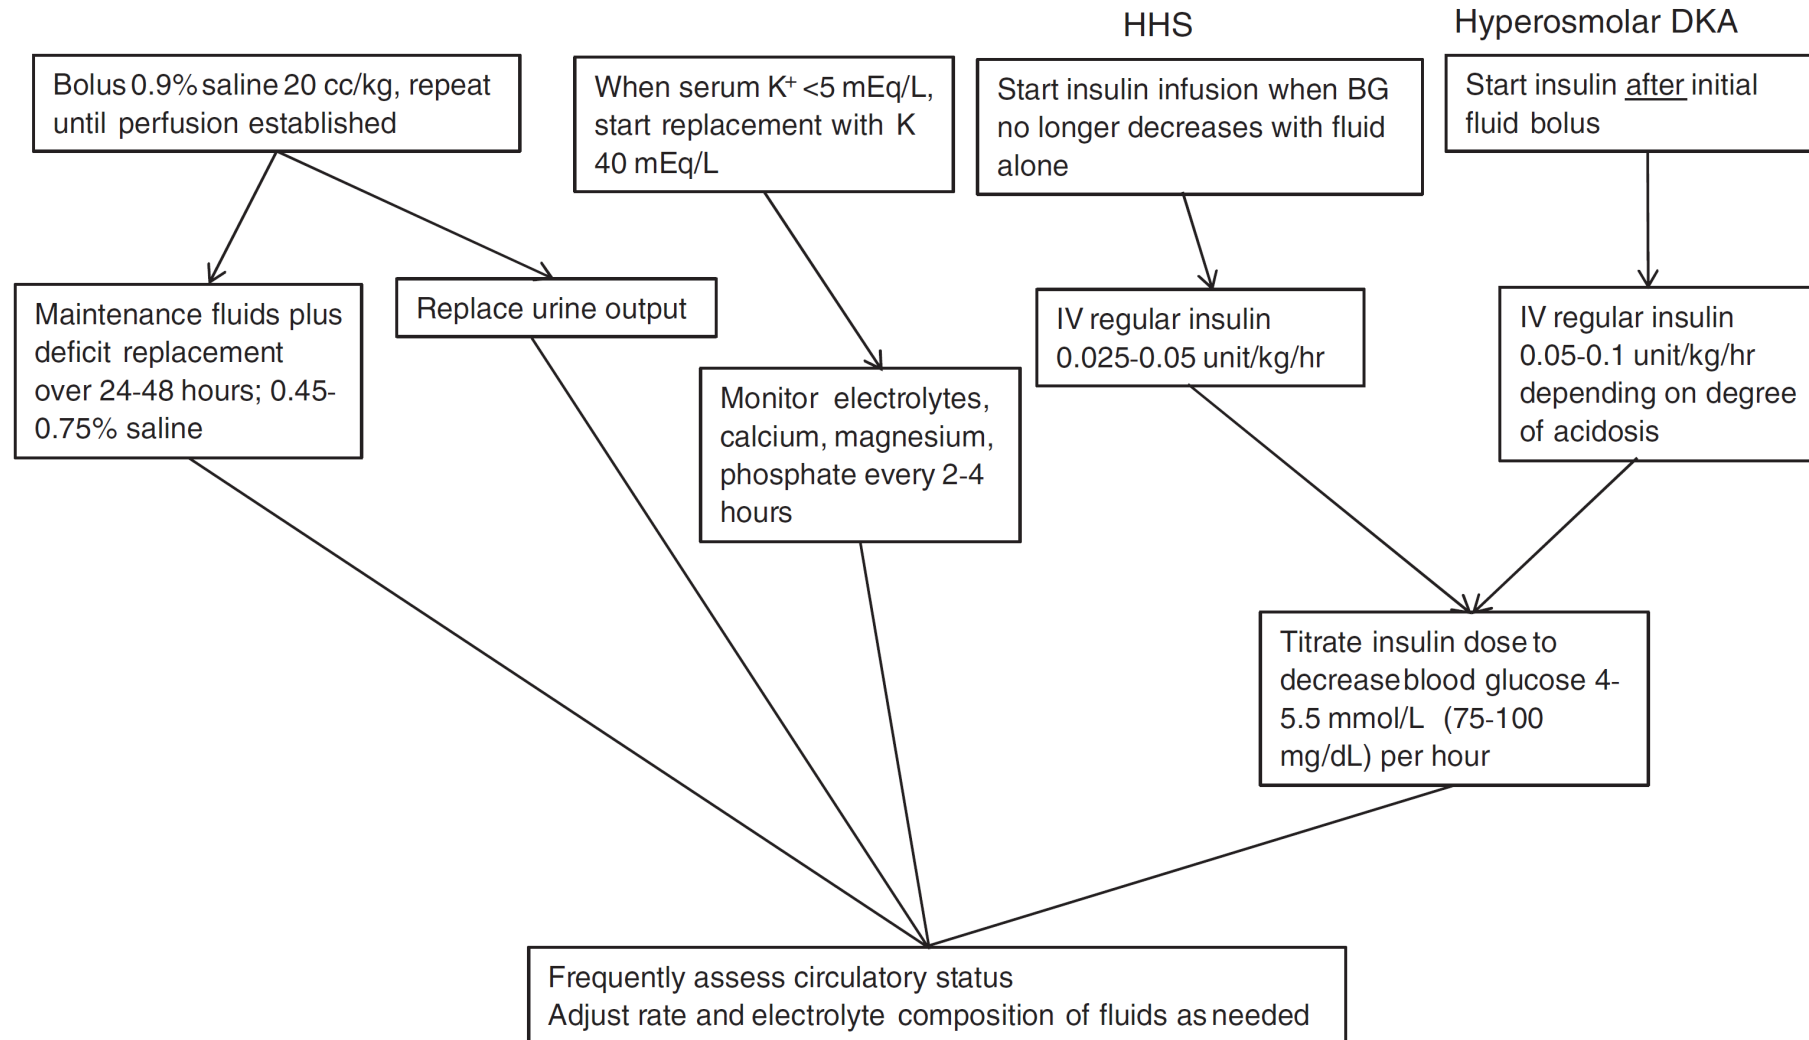 HHS
Hyperosmolar DKA
Bolus 0.9% saline 20 cc/kg, repeat
until perfusion established
When serum K⁺ <5 mEq/L,
start replacement with K
40 mEq/L
Start insulin infusion when BG
no longer decreases with fluid
alone
Start insulin after initial
fluid bolus
Maintenance fluids plus
deficit replacement
over 24-48 hours; 0.45-
0.75% saline
Replace urine output
Monitor electrolytes,
calcium, magnesium,
phosphate every 2-4
hours
IV regular insulin
0.025-0.05 unit/kg/hr
IV regular insulin
0.05-0.1 unit/kg/hr
depending on degree
of acidosis
Titrate insulin dose to
decrease blood glucose 4-
5.5 mmol/L (75-100
mg/dL) per hour
Frequently assess circulatory status
Adjust rate and electrolyte composition of fluids as needed